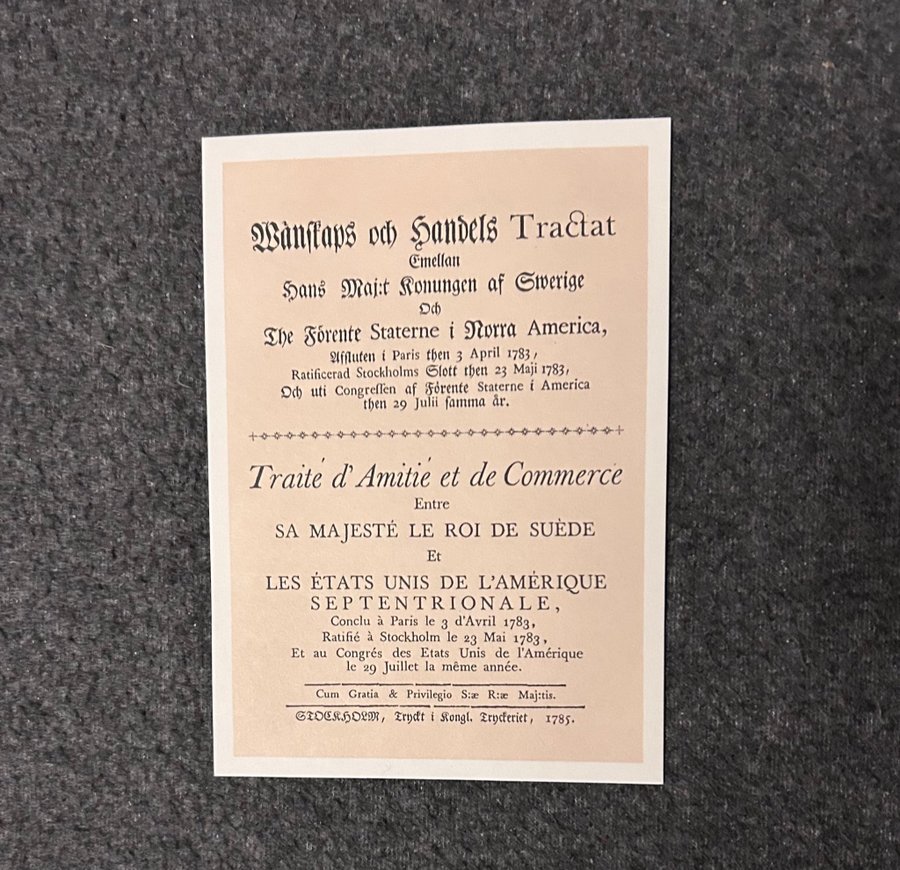 Wånſkaps och Handels Tractat
Emellan
Hans Maj:t Konungen af Swerige
Och
The Förente Staterne i Norra America,
Afſluten i Paris then 3 April 1783,
Ratificerad Stockholms Slott then 23 Maji 1783,
Och uti Congreſſen af Förente Staterne i America
then 29 Julii ſamma år.
Traité d'Amitié et de Commerce
Entre
SA MAJESTÉ LE ROI DE SUÈDE
Et
LES ÉTATS UNIS DE L'AMÉRIQUE
SEPTENTRIONALE,
Conclu à Paris le 3 d'Avril 1783,
Ratifié à Stockholm le 23 Mai 1783,
Et au Congrés des Etats Unis de l'Amérique
le 29 Juillet la même année.
Cum Gratia & Privilegio S:æ R:æ Maj:tis.
STOCKHOLM, Tryckt i Kongl. Tryckeriet, 1785.